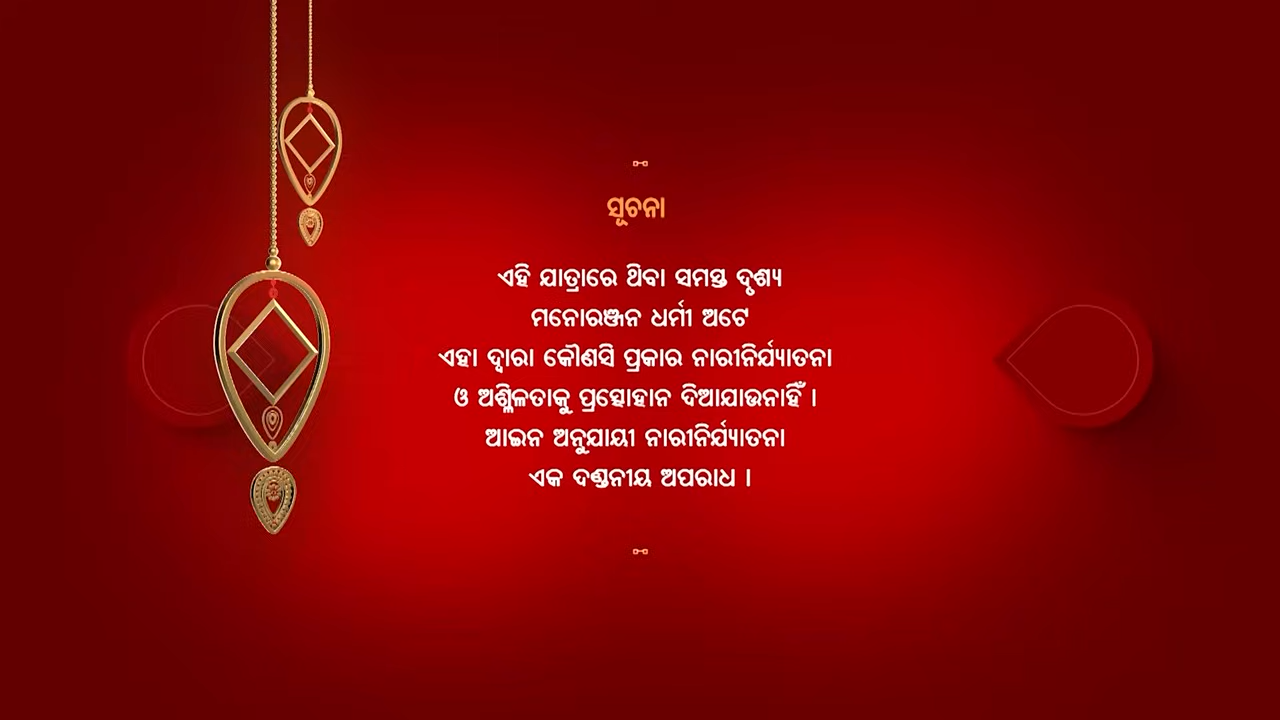 ସୂଚନା
ଏହି ଯାତ୍ରାରେ ଥିବା ସମସ୍ତ ଦୃଶ୍ୟ
ମନୋରଞ୍ଜନ ଧର୍ମୀ ଅଟେ
ଏହା ଦ୍ୱାରା କୌଣସି ପ୍ରକାର ନାରୀନିର୍ଯ୍ୟାତନା
ଓ ଅଶ୍ଳିଳତାକୁ ପ୍ରତ୍ସୋହାନ ଦିଆଯାଉନାହିଁ ।
ଆଇନ ଅନୁଯାୟୀ ନାରୀନିର୍ଯ୍ୟାତନା
ଏକ ଦଣ୍ଡନୀୟ ଅପରାଧ ।